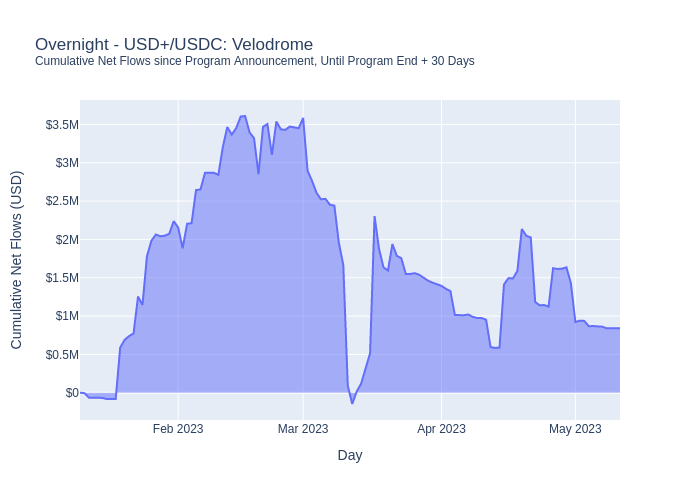 Overnight - USD+/USDC: Velodrome
Cumulative Net Flows since Program Announcement, Until Program End + 30 Days
Cumulative Net Flows (USD)
$3.5M
$3M
$2.5M
$2M
$1.5M
$1M
$0.5M
$0
Feb 2023
Mar 2023
Apr 2023
May 2023
Day